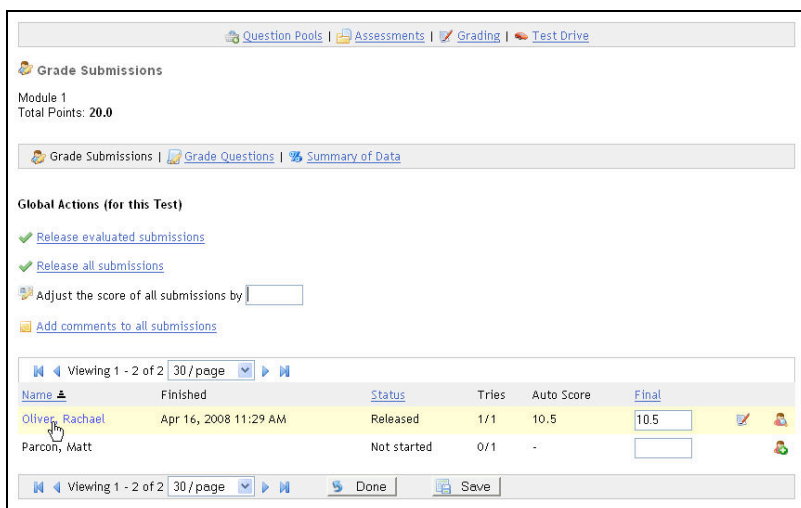 Question Pools | Assessments | Grading | Test Drive
Grade Submissions
Module 1
Total Points: 20.0
Grade Submissions | Grade Questions | Summary of Data
Global Actions (for this Test)
Release evaluated submissions
Release all submissions
Adjust the score of all submissions by
Add comments to all submissions
Viewing 1 - 2 of 2 30 / page
Name Finished Status Tries Auto Score Final
Oliver, Rachael Apr 16, 2008 11:29 AM Released 1/1 10.5 10.5
Parcon, Matt Not started 0/1 -
Viewing 1 - 2 of 2 30 / page Done Save